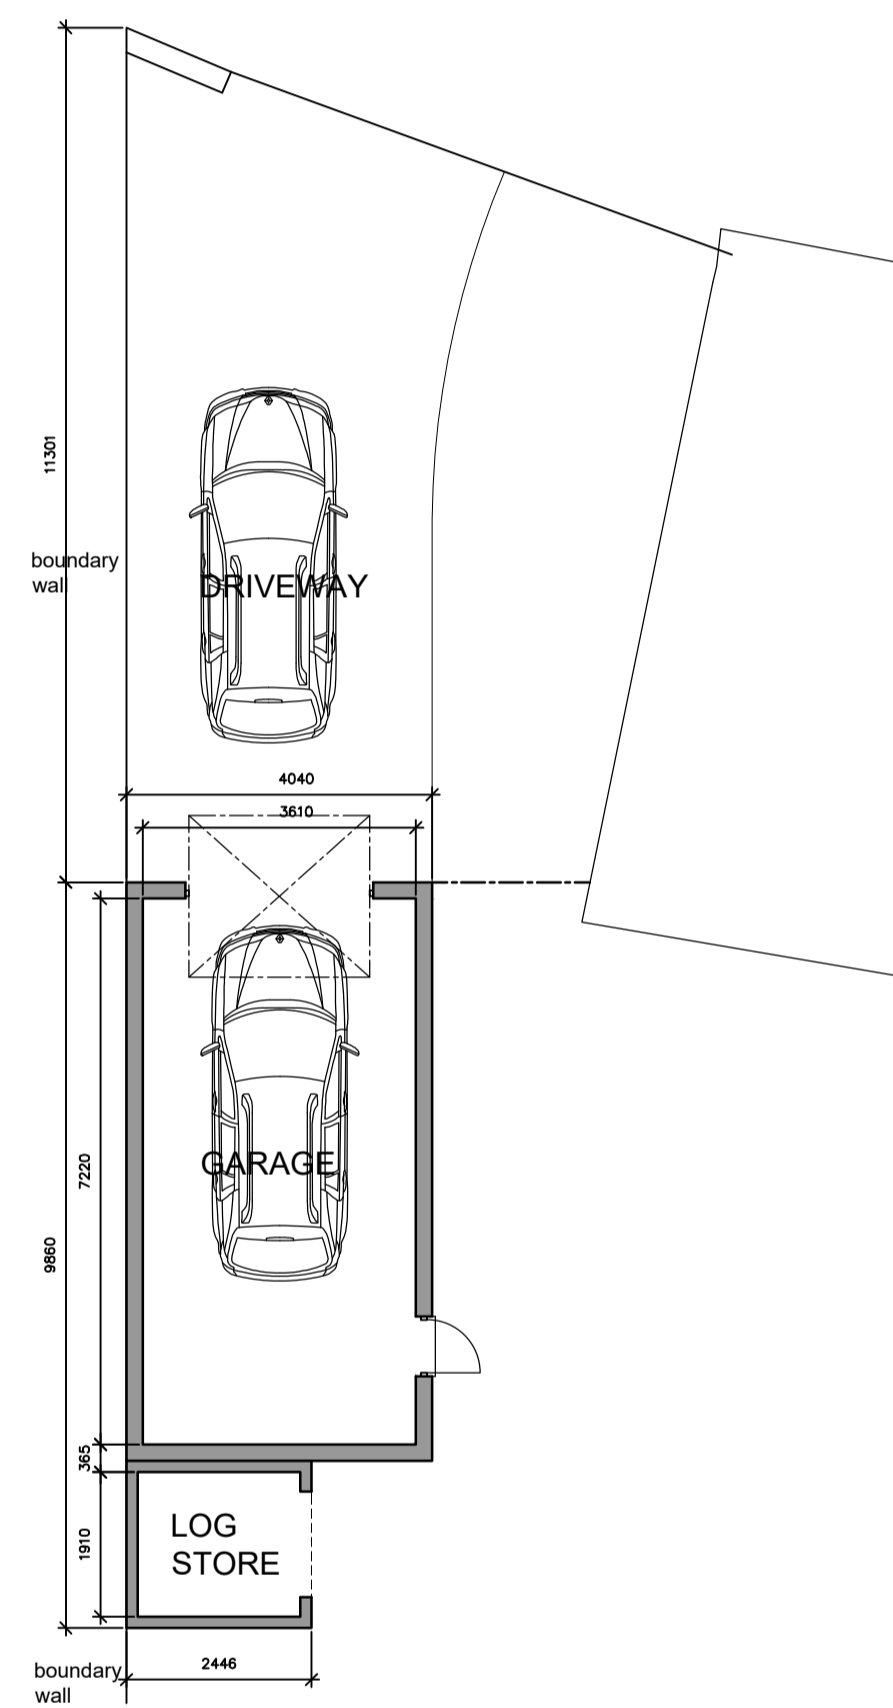 11301
boundary
wall
DRIVEWAY
4040
3610
7220
GARAGE
9860
365
LOG
STORE
1910
boundary
wall
2446